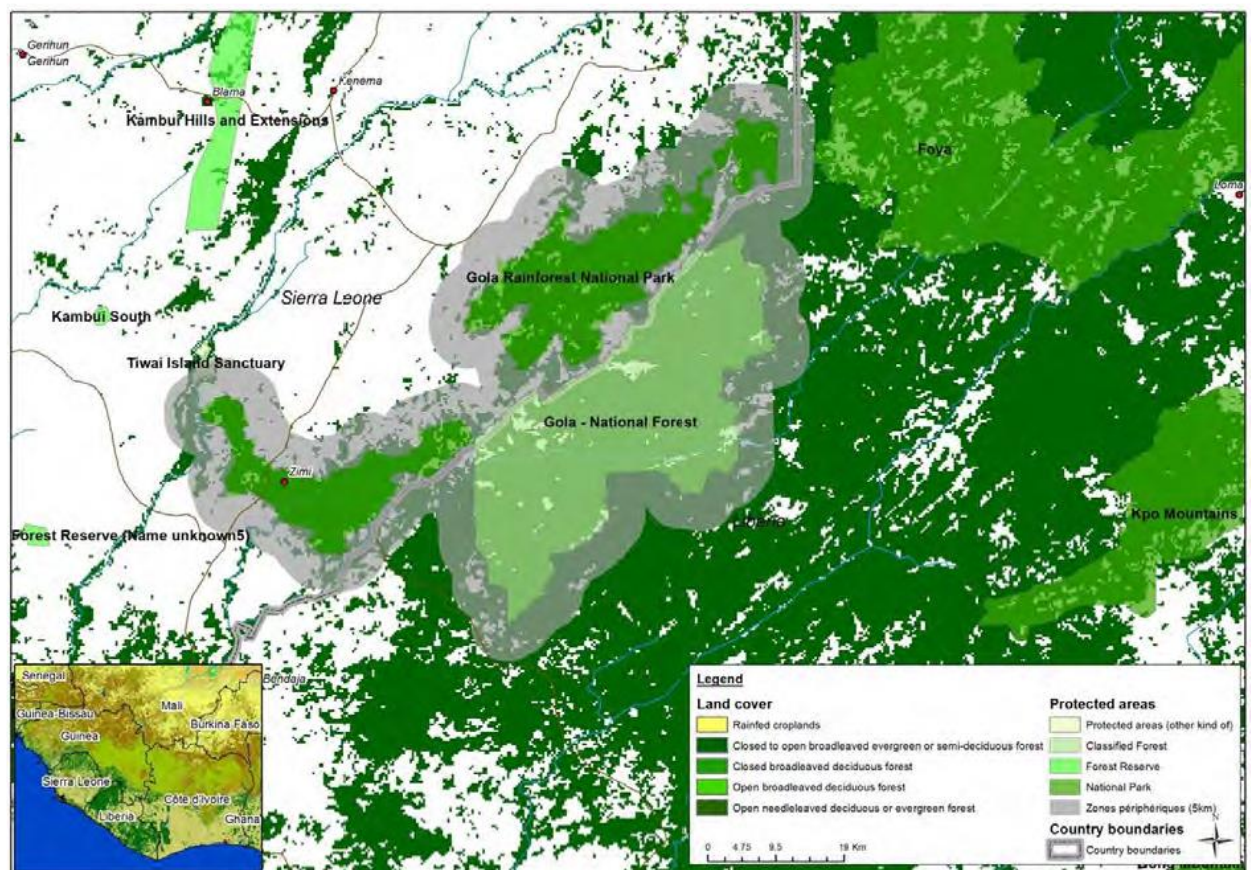 Gerihun
Gerihun
Blama
Kenema
Kambui Hills and Extensions
Foya
Loma
Gola Rainforest National Park
Sierra Leone
Kambui South
Tiwai Island Sanctuary
Gola - National Forest
Zimi
Liberia
Kpo Mountains
Forest Reserve (Name unknown5)
Bendaja
Senegal
Mali
Guinea-Bissau
Burkina Faso
Guinea
Sierra Leone
Côte d'Ivoire
Liberia
Ghana
Legend
Land cover
Rainfed croplands
Closed to open broadleaved evergreen or semi-deciduous forest
Closed broadleaved deciduous forest
Open broadleaved deciduous forest
Open needleleaved deciduous or evergreen forest
0 4.75 9.5 19 Km
Protected areas
Protected areas (other kind of)
Classified Forest
Forest Reserve
National Park
Zones périphériques (5km)
Country boundaries
Country boundaries
N